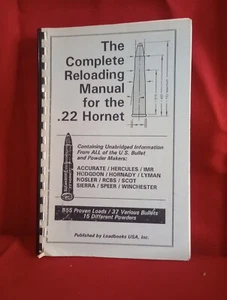 The
Complete
Reloading
Manual
for the
.22 Hornet
Containing Unabridged Information
From ALL of the U.S. Bullet
and Powder Makers:
ACCURATE / HERCULES / IMR
HODGDON / HORNADY / LYMAN
NOSLER / RCBS / SCOT
SIERRA / SPEER / WINCHESTER
Proven Loads / 37 Various Bullets
15 Different Powders
Published by Loadbooks USA, Inc.